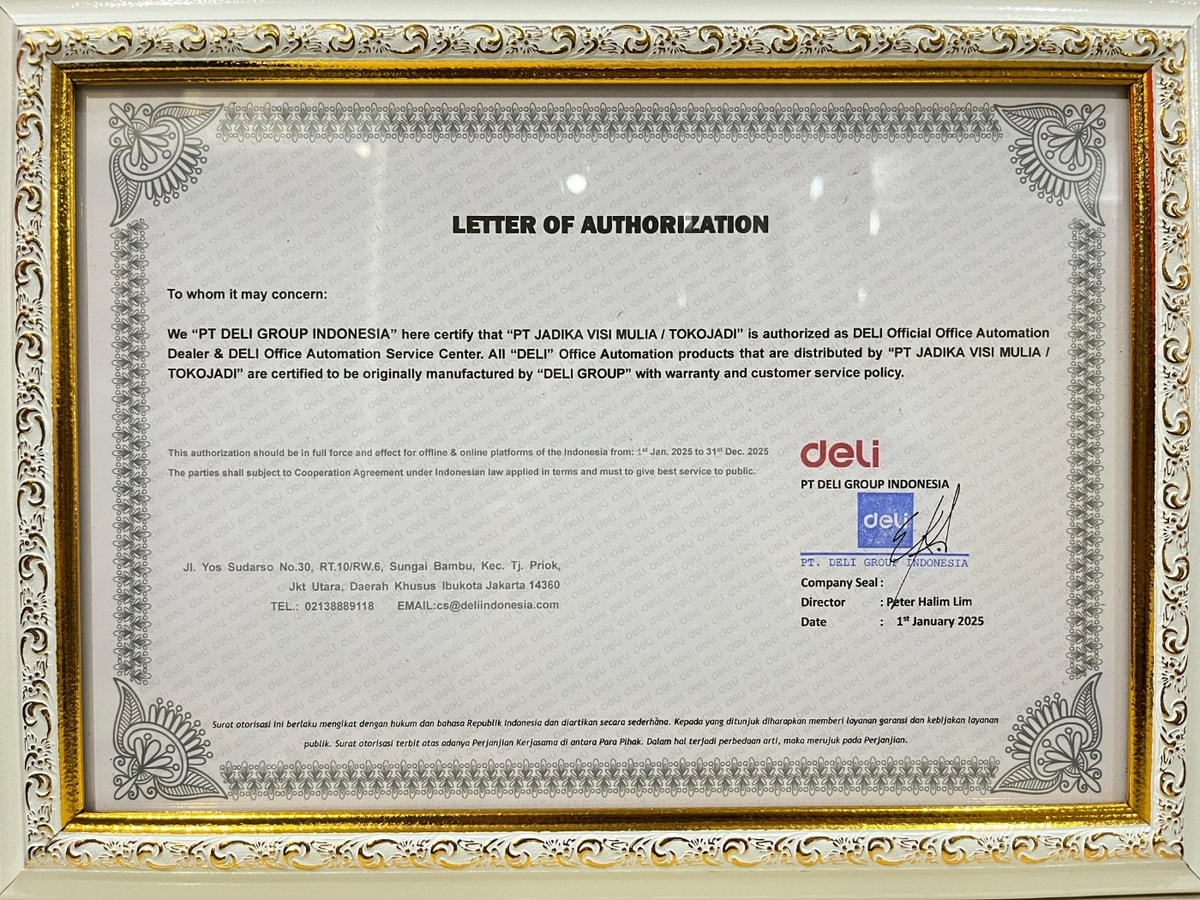 LETTER OF AUTHORIZATION
To whom it may concern:
We “PT DELI GROUP INDONESIA” here certify that “PT JADIKA VISI MULIA / TOKOJADI” is authorized as DELI Official Office Automation
Dealer & DELI Office Automation Service Center. All “DELI” Office Automation products that are distributed by “PT JADIKA VISI MULIA /
TOKOJADI” are certified to be originally manufactured by “DELI GROUP” with warranty and customer service policy.
This authorization should be in full force and effect for offline & online platforms of the Indonesia from: 1st Jan. 2025 to 31st Dec. 2025
The parties shall subject to Cooperation Agreement under Indonesian law applied in terms and must to give best service to public.
deli
PT DELI GROUP INDONESIA
deli
PT. DELI GROUP INDONESIA
Company Seal :
Director : Peter Halim Lim
Date : 1st January 2025
Jl. Yos Sudarso No.30, RT.10/RW.6, Sungai Bambu, Kec. Tj. Priok,
Jkt Utara, Daerah Khusus Ibukota Jakarta 14360
TEL.: 02138889118 EMAIL:cs@deliindonesia.com
Surat otorisasi ini berlaku mengikat dengan hukum dan bahasa Republik Indonesia dan diartikan secara sederhana. Kepada yang ditunjuk diharapkan memberi layanan garansi dan kebijakan layanan
publik. Surat otorisasi terbit atas adanya Perjanjian Kerjasama di antara Para Pihak. Dalam hal terjadi perbedaan arti, maka merujuk pada Perjanjian.